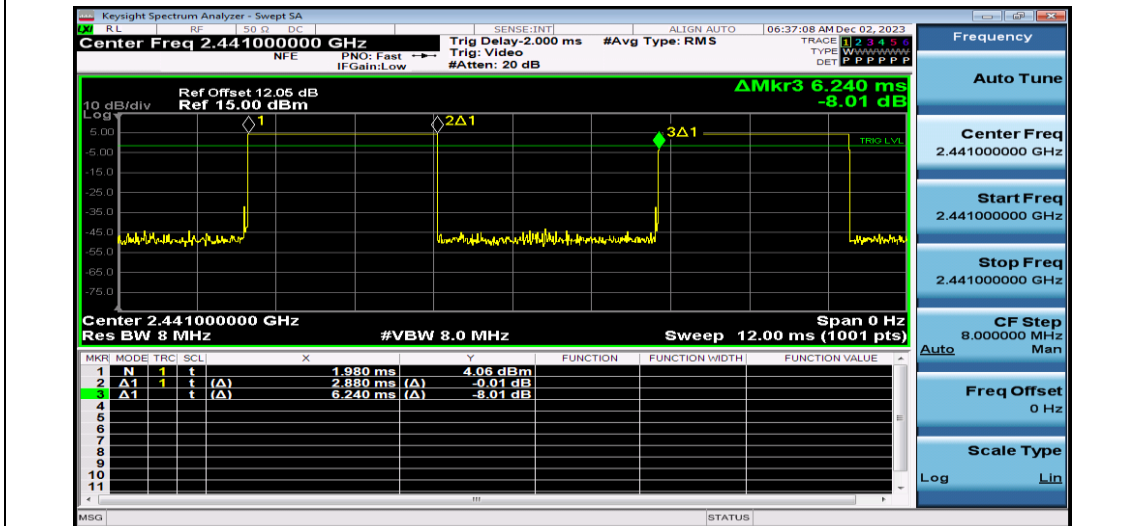 Keysight Spectrum Analyzer - Swept SA
LXI RL RF 50 Ω DC SENSE:INT ALIGN AUTO 06:37:08 AM Dec 02, 2023
Center Freq 2.441000000 GHz
NFE
PNO: Fast
IFGain:Low
Trig Delay-2.000 ms
Trig: Video
#Atten: 20 dB
#Avg Type: RMS
TRACE 1 2 3 4 5 6
TYPE WWWWWW
DET P P P P P P
Ref Offset 12.05 dB
10 dB/div Ref 15.00 dBm
Log
ΔMkr3 6.240 ms
-8.01 dB
1
2Δ1
3Δ1
TRIG LVL
5.00
-5.00
-15.0
-25.0
-35.0
-45.0
-55.0
-65.0
-75.0
Center 2.441000000 GHz Span 0 Hz
Res BW 8 MHz #VBW 8.0 MHz Sweep 12.00 ms (1001 pts)
MKR MODE TRC SCL X Y FUNCTION FUNCTION WIDTH FUNCTION VALUE
1 N 1 t 1.980 ms 4.06 dBm
2 Δ1 1 t (Δ) 2.880 ms (Δ) -0.01 dB
3 Δ1 t (Δ) 6.240 ms (Δ) -8.01 dB
4
5
6
7
8
9
10
11
MSG STATUS
Frequency
Auto Tune
Center Freq
2.441000000 GHz
Start Freq
2.441000000 GHz
Stop Freq
2.441000000 GHz
CF Step
8.000000 MHz
Auto Man
Freq Offset
0 Hz
Scale Type
Log Lin